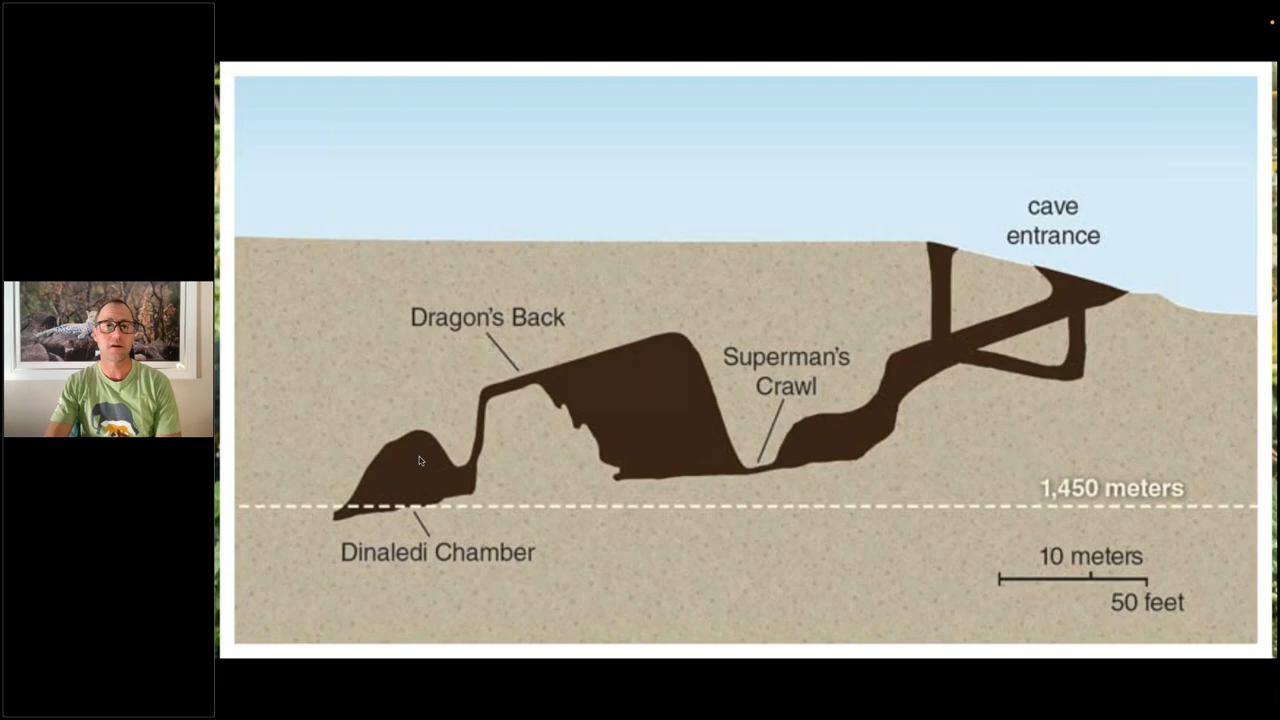 cave
entrance
Dragon's Back
Superman's
Crawl
1,450 meters
Dinaledi Chamber
10 meters
50 feet